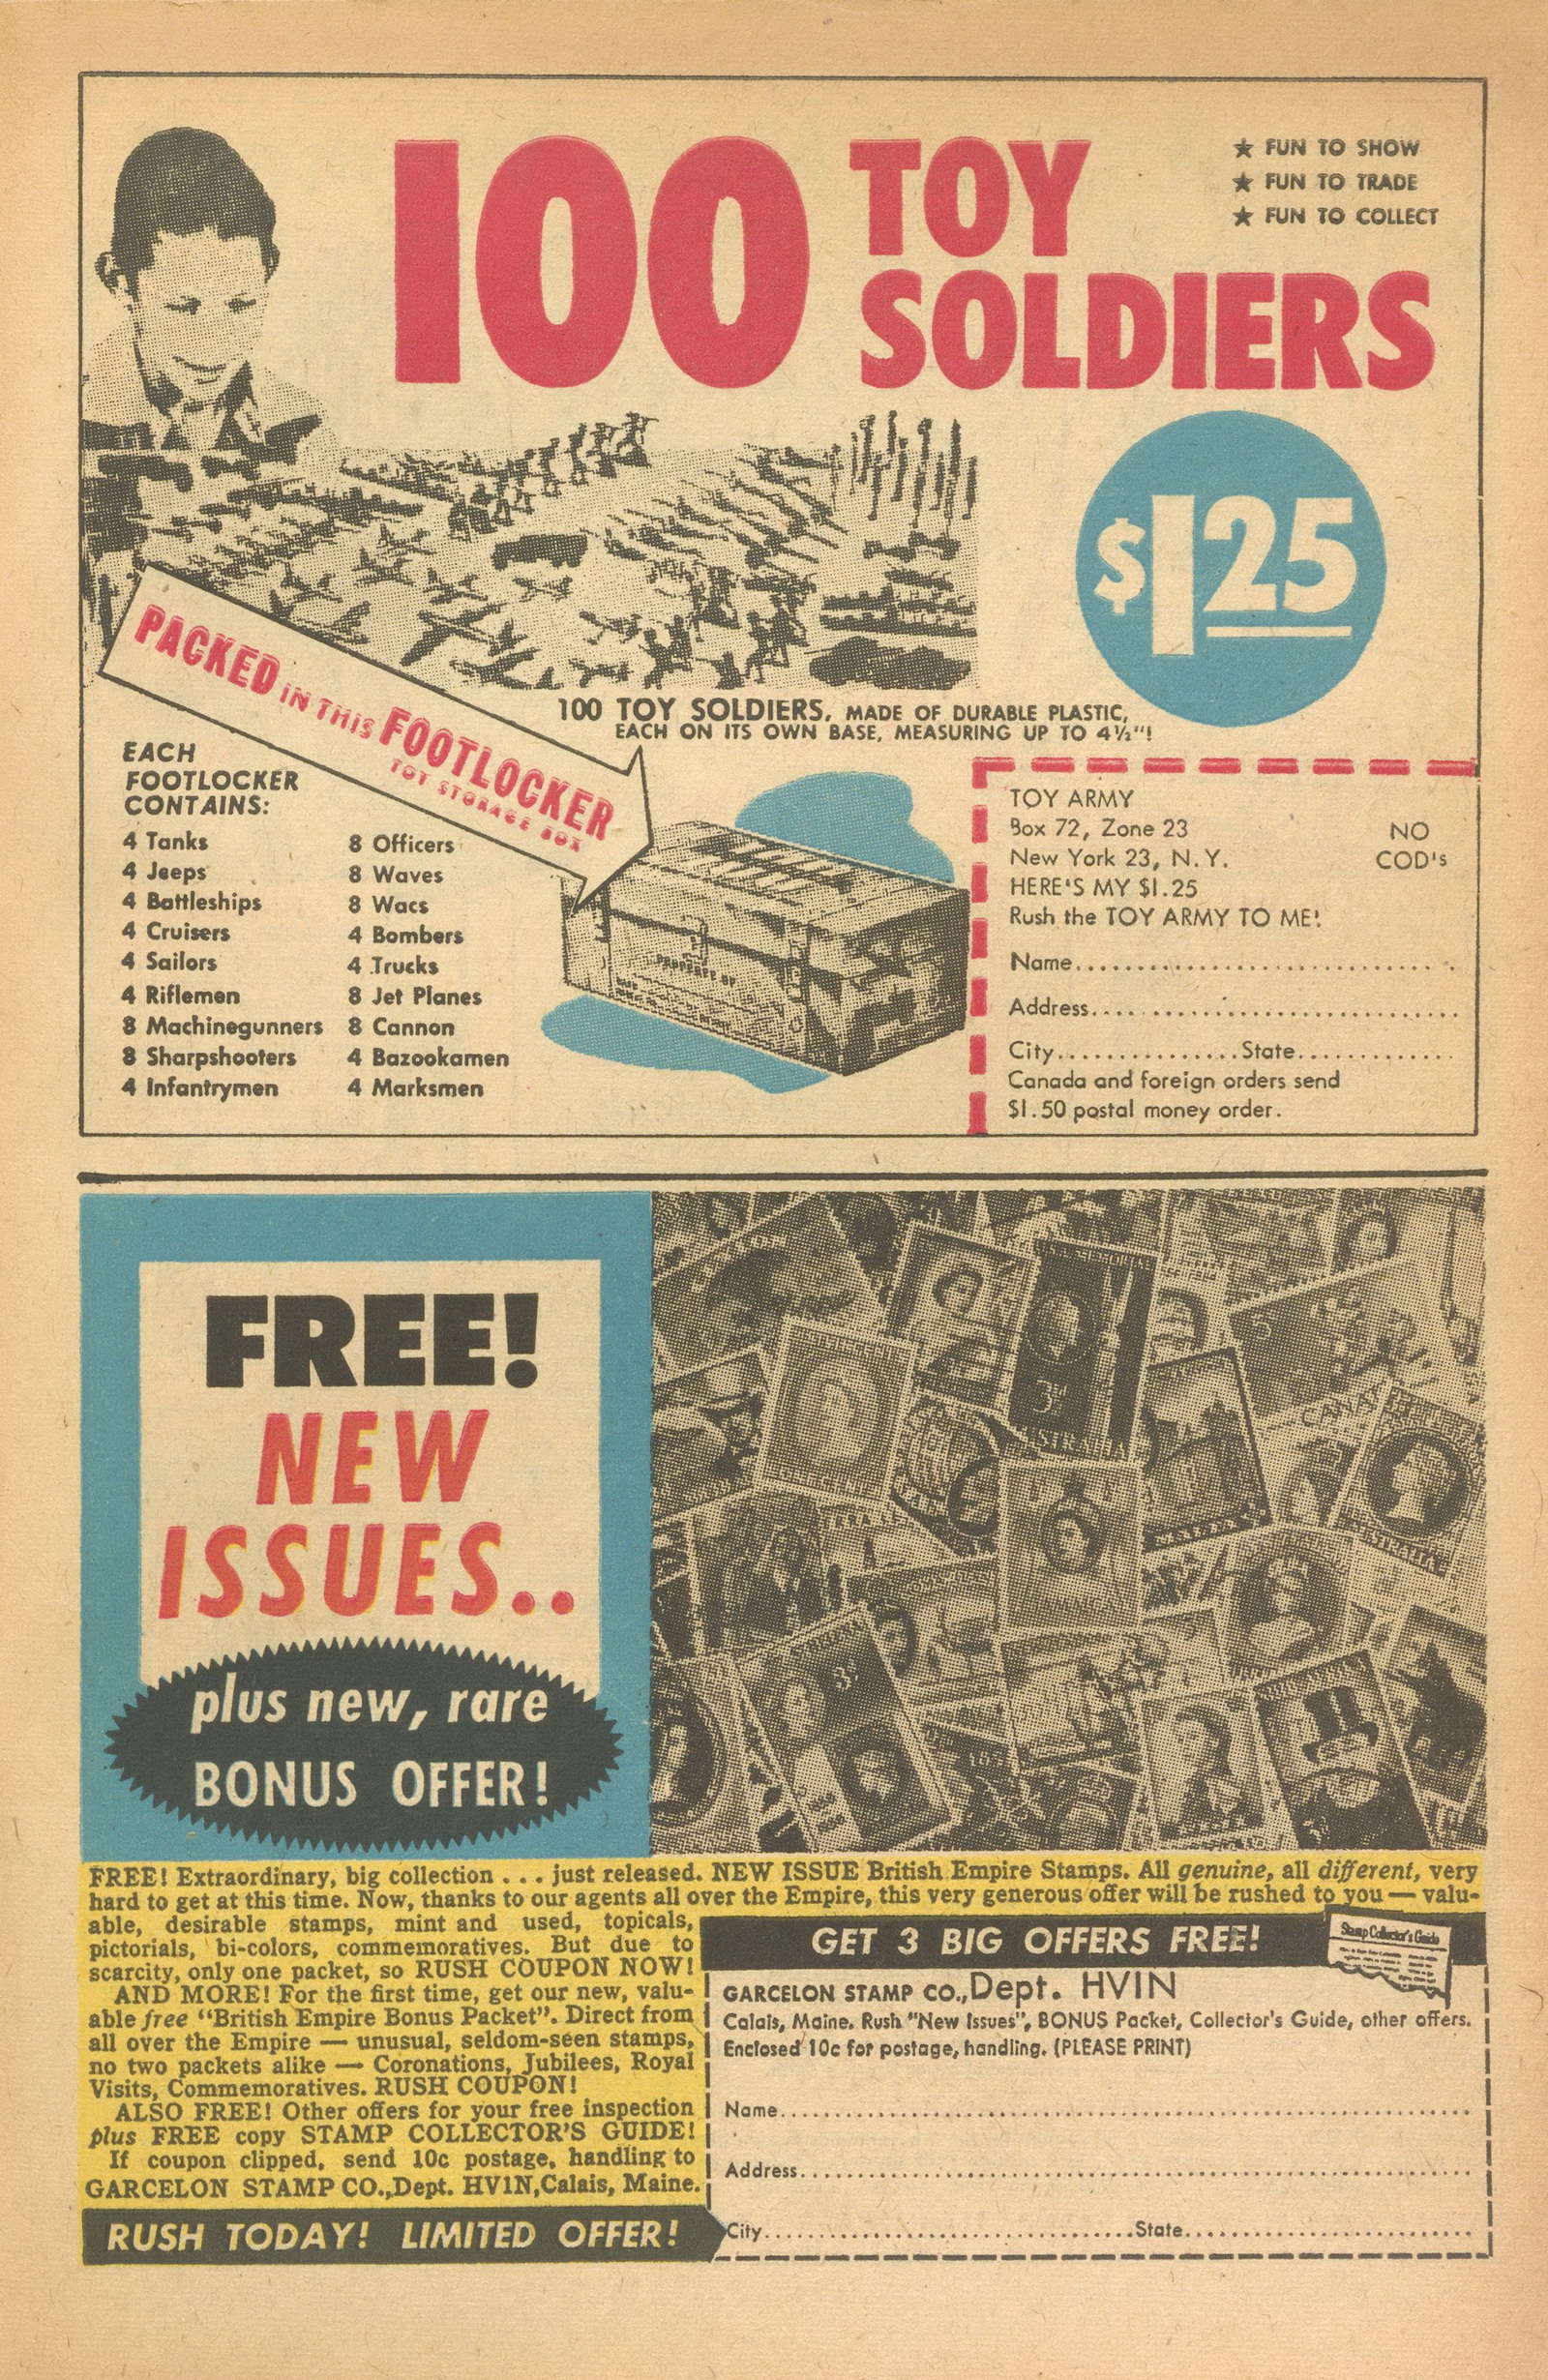 100 TOY
SOLDIERS
★ FUN TO SHOW
★ FUN TO TRADE
★ FUN TO COLLECT
$1 25
PACKED IN THIS FOOTLOCKER
TOY STORAGE BOX
100 TOY SOLDIERS, MADE OF DURABLE PLASTIC,
EACH ON ITS OWN BASE, MEASURING UP TO 4½"!
EACH
FOOTLOCKER
CONTAINS:
4 Tanks
4 Jeeps
4 Battleships
4 Cruisers
4 Sailors
4 Riflemen
8 Machinegunners
8 Sharpshooters
4 Infantrymen
8 Officers
8 Waves
8 Wacs
4 Bombers
4 Trucks
8 Jet Planes
8 Cannon
4 Bazookamen
4 Marksmen
PROPERTY OF
TOY ARMY
Box 72, Zone 23
New York 23, N.Y.
HERE'S MY $1.25
Rush the TOY ARMY TO ME!
NO
COD's
Name
Address
City State
Canada and foreign orders send
$1.50 postal money order.
FREE!
NEW
ISSUES..
plus new, rare
BONUS OFFER!
CEYLON
5
3d
AUSTRALIA
CANADA
MALTA
AUSTRALIA
3
FREE! Extraordinary, big collection . . . just released. NEW ISSUE British Empire Stamps. All genuine, all different, very
hard to get at this time. Now, thanks to our agents all over the Empire, this very generous offer will be rushed to you — valu-
able, desirable stamps, mint and used, topicals,
pictorials, bi-colors, commemoratives. But due to
scarcity, only one packet, so RUSH COUPON NOW!
AND MORE! For the first time, get our new, valu-
able free "British Empire Bonus Packet". Direct from
all over the Empire — unusual, seldom-seen stamps,
no two packets alike — Coronations, Jubilees, Royal
Visits, Commemoratives. RUSH COUPON!
ALSO FREE! Other offers for your free inspection
plus FREE copy STAMP COLLECTOR'S GUIDE!
If coupon clipped, send 10c postage, handling to
GARCELON STAMP CO.,Dept. HV1N,Calais, Maine.
RUSH TODAY! LIMITED OFFER!
GET 3 BIG OFFERS FREE!
Stamp Collector's Guide
GARCELON STAMP CO.,Dept. HVIN
Calais, Maine. Rush "New Issues", BONUS Packet, Collector's Guide, other offers.
Enclosed 10c for postage, handling. (PLEASE PRINT)
Name
Address
City State